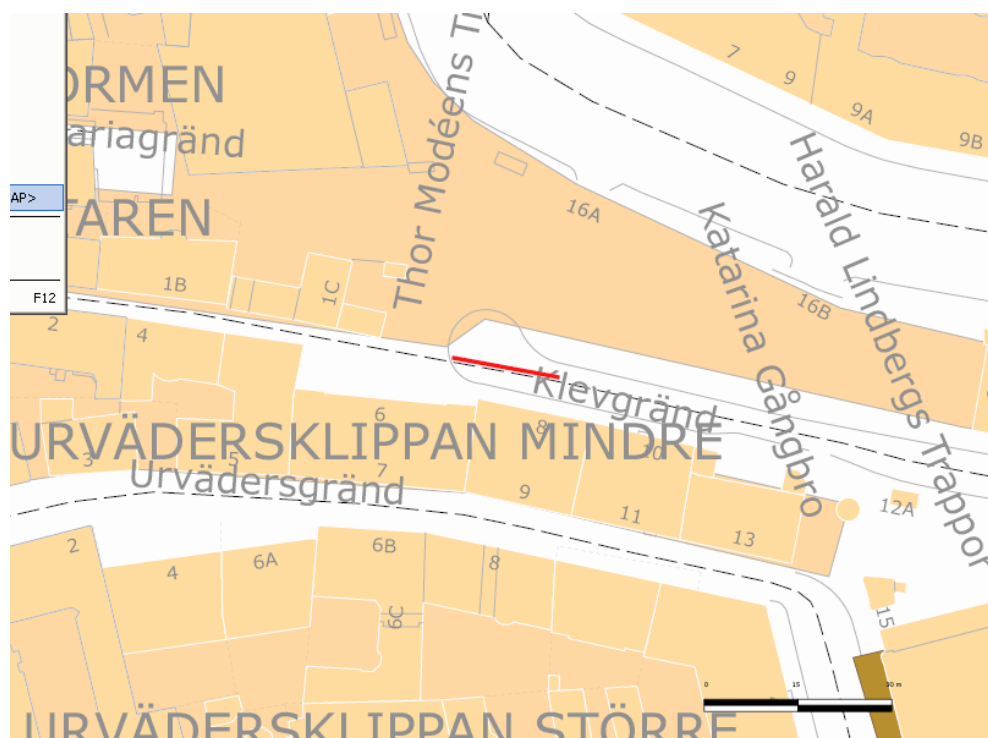 7
9
9A
9B
ORMEN
ariagränd
Thor Modéens Tr
Harald Lindbergs Trappor
AP>
TAREN
16A
Katarina Gångbro
1B
1C
F12
16B
2
4
Klevgränd
6
8
10
URVÄDERSKLIPPAN MINDRE
3
5
7
Urvädersgränd
9
11
12A
13
2
4
6A
6B
8
6C
15
0
15
30 m
URVÄDERSKLIPPAN STÖRRE